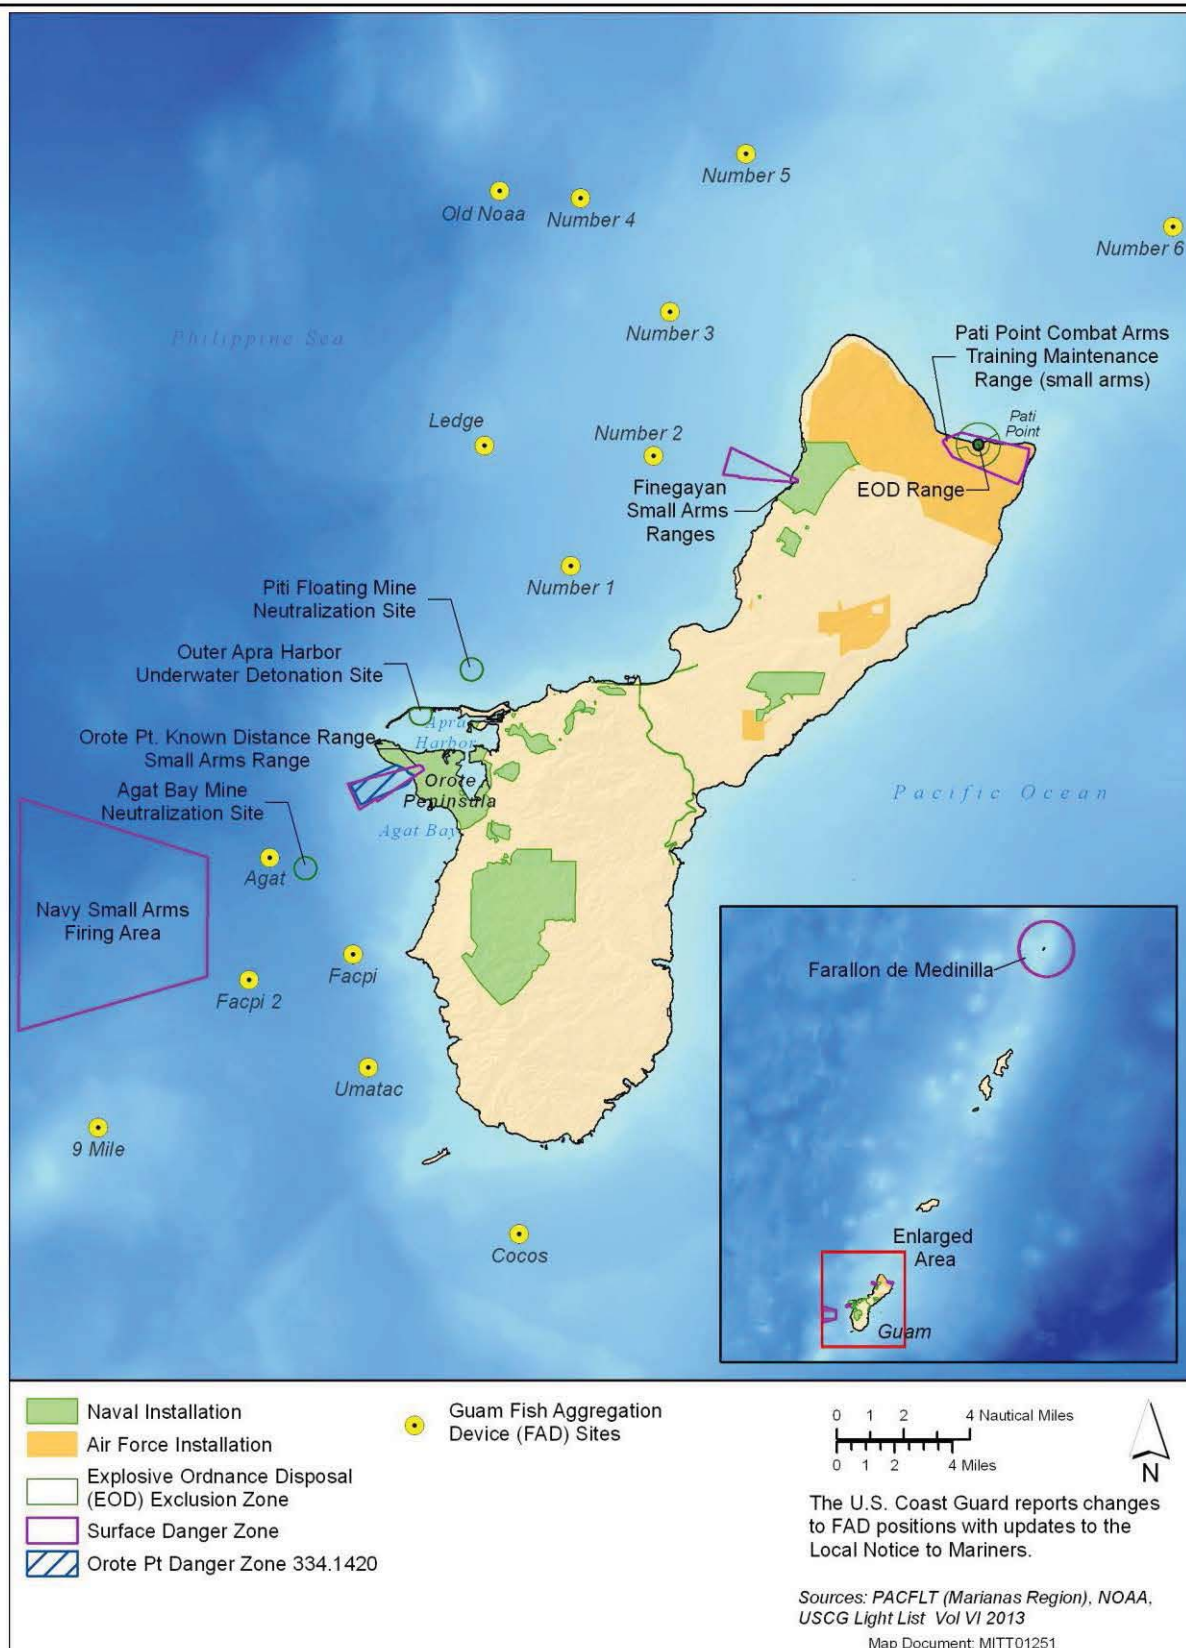 Number 5
Old Noaa
Number 4
Number 6
Number 3
Philippine Sea
Pati Point Combat Arms
Training Maintenance
Range (small arms)
Pati
Point
Ledge
Number 2
EOD Range
Finegayan
Small Arms
Ranges
Number 1
Piti Floating Mine
Neutralization Site
Outer Apra Harbor
Underwater Detonation Site
Apra
Harbor
Orote Pt. Known Distance Range
Small Arms Range
Orote
Peninsula
Agat Bay Mine
Neutralization Site
Agat Bay
Pacific Ocean
Agat
Navy Small Arms
Firing Area
Facpi
Facpi 2
Umatac
9 Mile
Cocos
Farallon de Medinilla
Enlarged
Area
Guam
Naval Installation
Air Force Installation
Explosive Ordnance Disposal
(EOD) Exclusion Zone
Surface Danger Zone
Orote Pt Danger Zone 334.1420
Guam Fish Aggregation
Device (FAD) Sites
0 1 2 4 Nautical Miles
0 1 2 4 Miles
N
The U.S. Coast Guard reports changes
to FAD positions with updates to the
Local Notice to Mariners.
Sources: PACFLT (Marianas Region), NOAA,
USCG Light List Vol VI 2013
Map Document: MITT01251